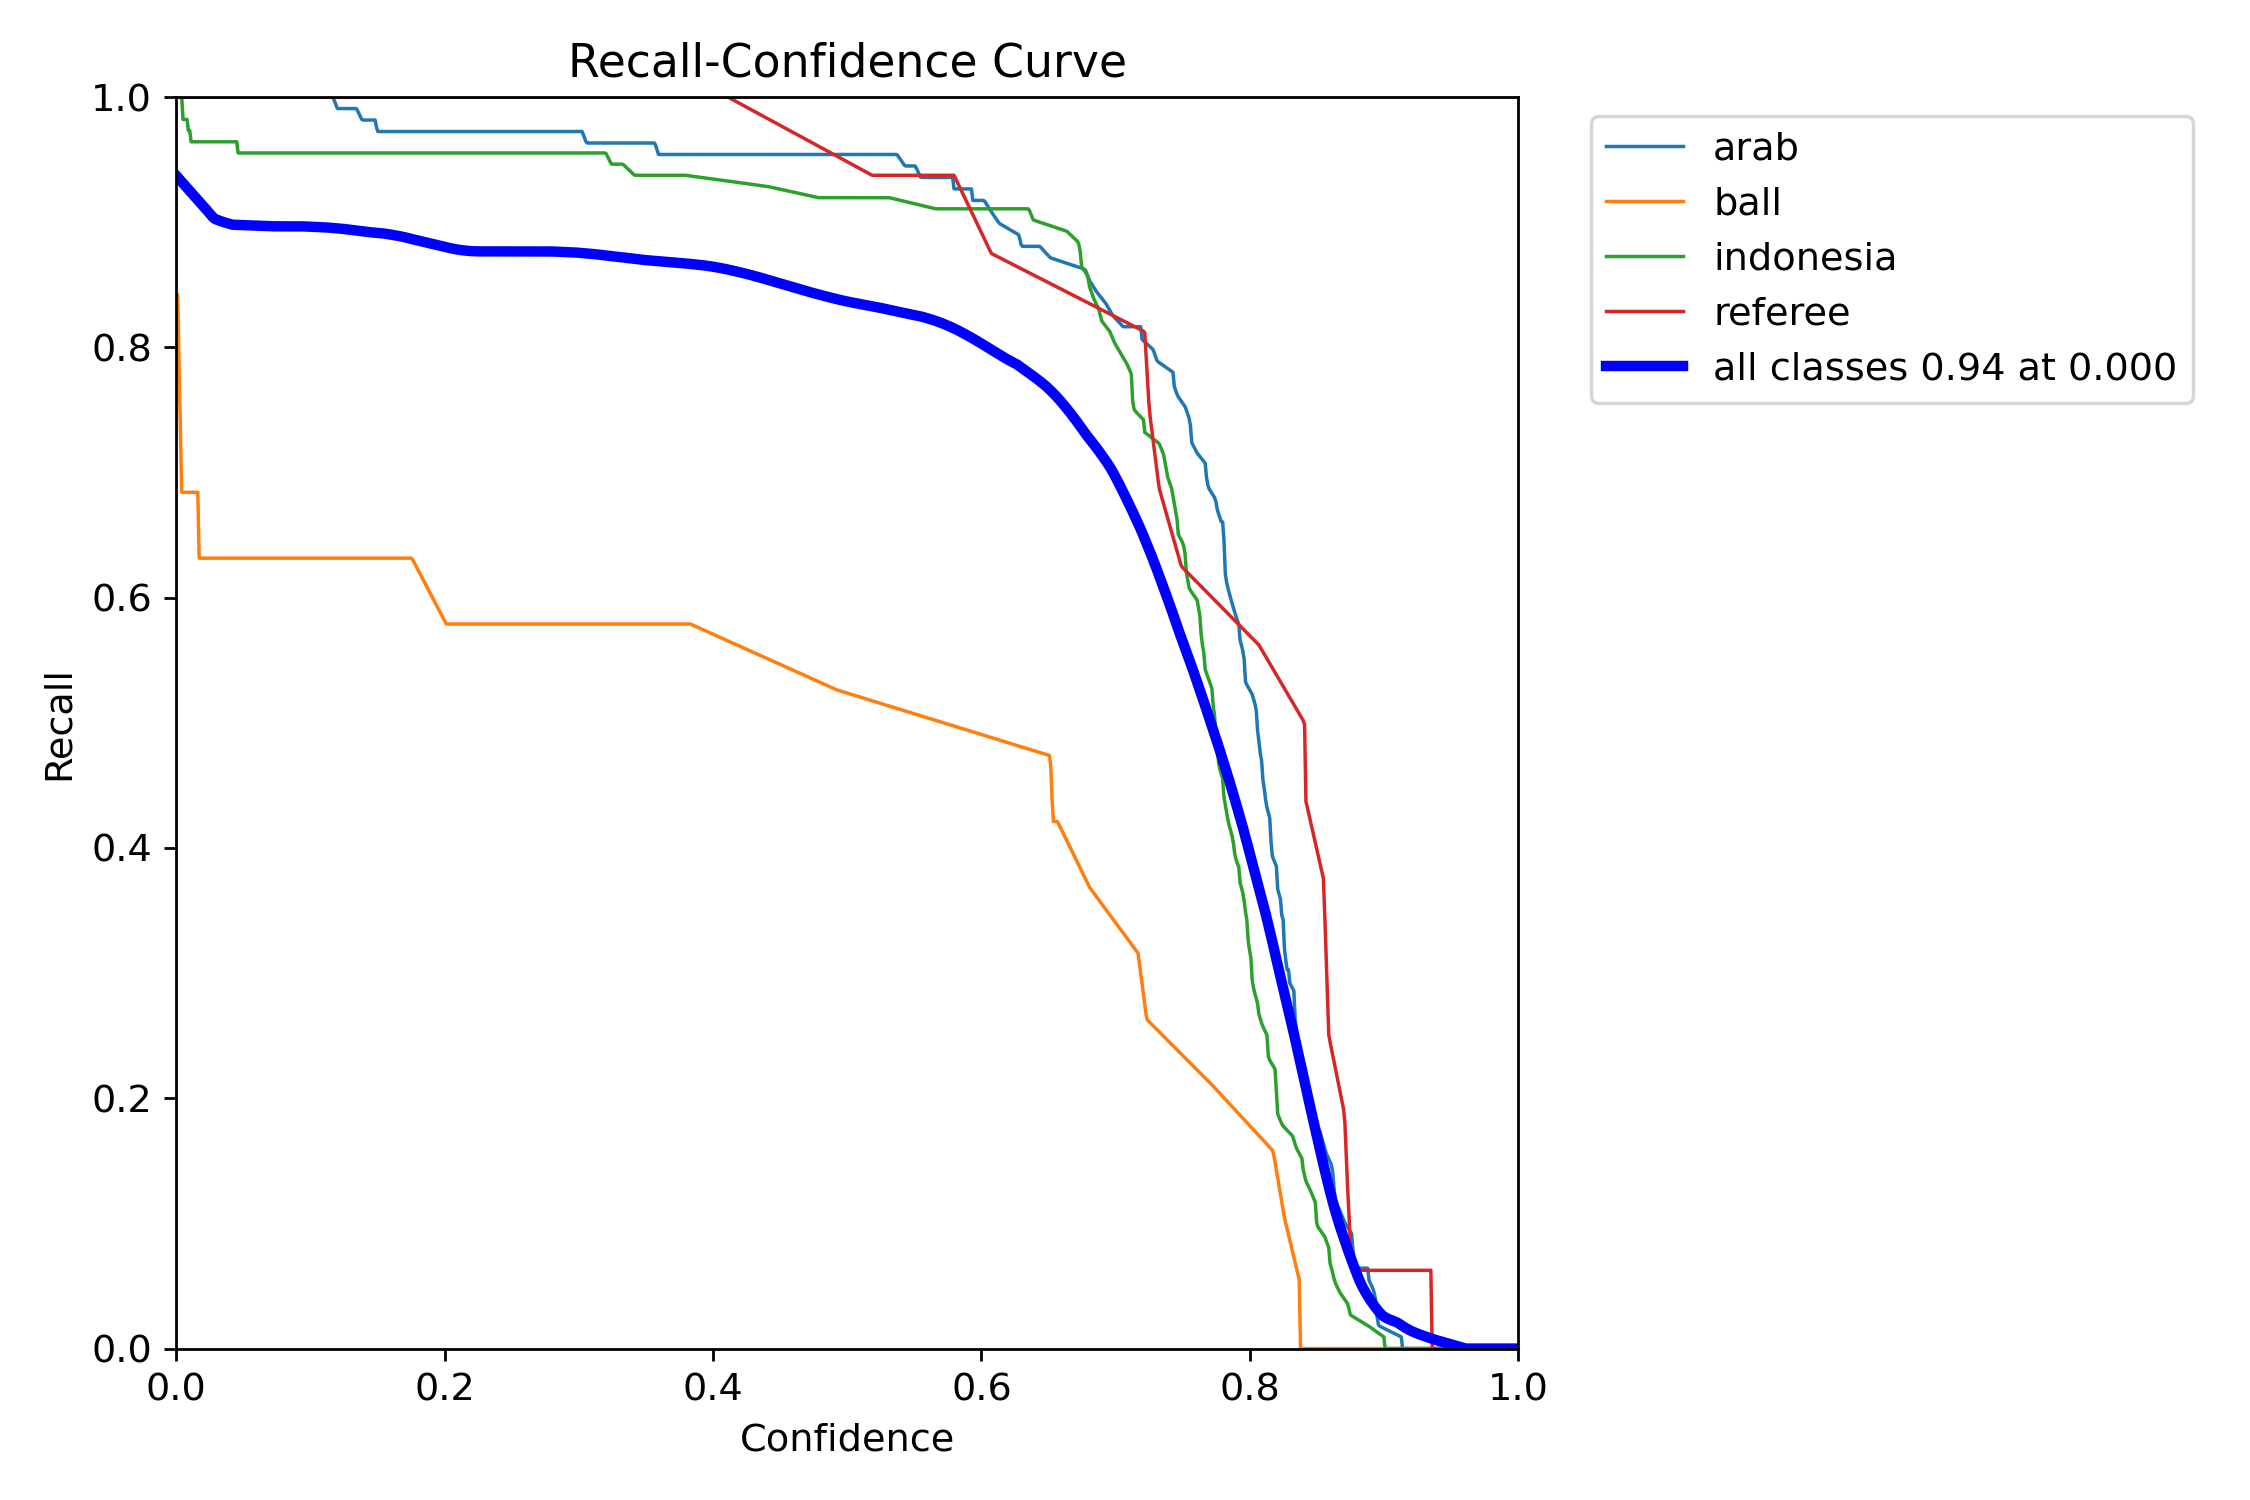 Recall-Confidence Curve
1.0
0.8
0.6
0.4
0.2
0.0
Recall
0.0 0.2 0.4 0.6 0.8 1.0
Confidence
arab
ball
indonesia
referee
all classes 0.94 at 0.000